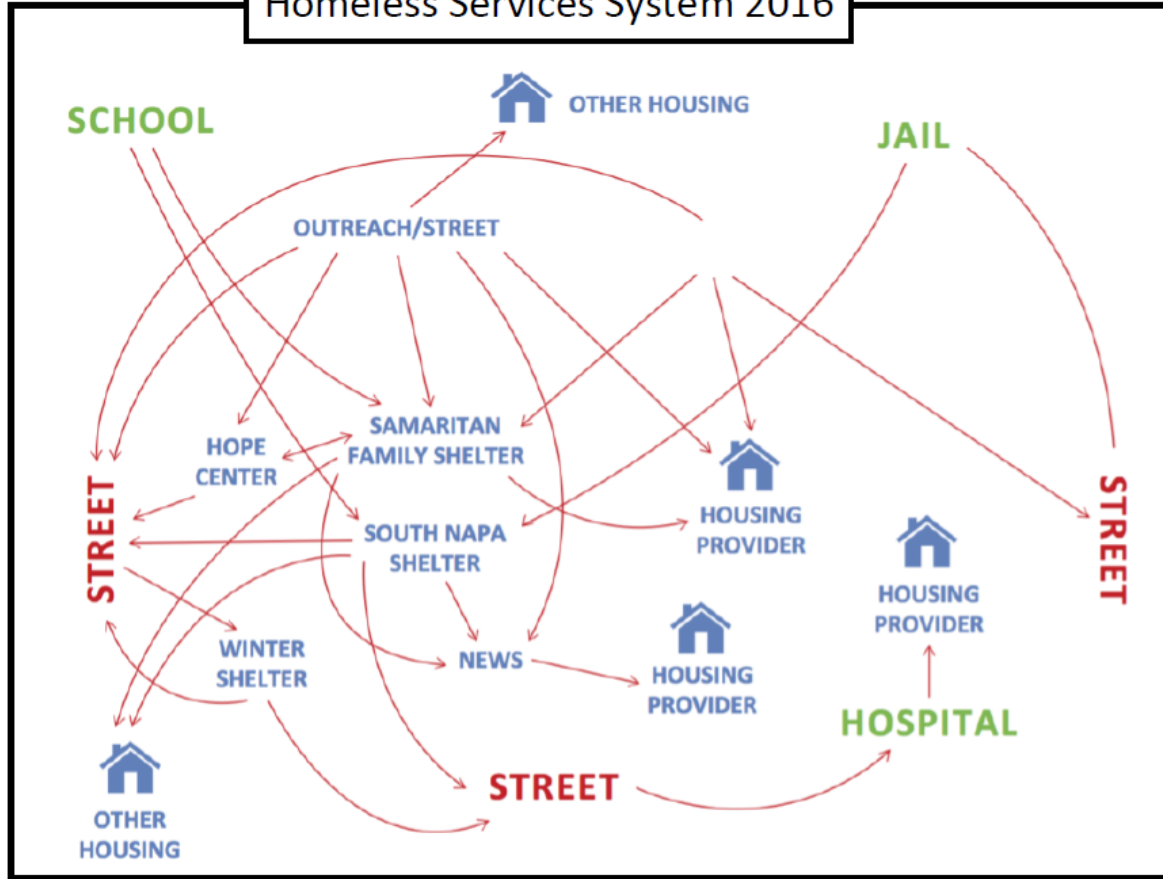 Homeless Services System 2016
SCHOOL
OTHER HOUSING
JAIL
OUTREACH/STREET
HOPE
CENTER
SAMARITAN
FAMILY SHELTER
STREET
SOUTH NAPA
SHELTER
HOUSING
PROVIDER
STREET
HOUSING
PROVIDER
WINTER
SHELTER
NEWS
HOUSING
PROVIDER
HOSPITAL
STREET
OTHER
HOUSING